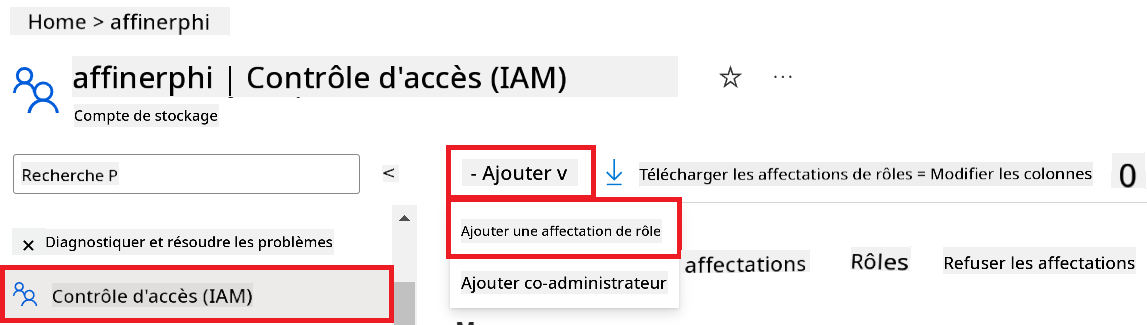 Home > affinerphi
affinerphi | Contrôle d'accès (IAM)
Compte de stockage
Recherche P
<
- Ajouter v
Télécharger les affectations de rôles = Modifier les colonnes
0
Ajouter une affectation de rôle
Diagnostiquer et résoudre les problèmes
affectations
Rôles
Refuser les affectations
Ajouter co-administrateur
Contrôle d'accès (IAM)